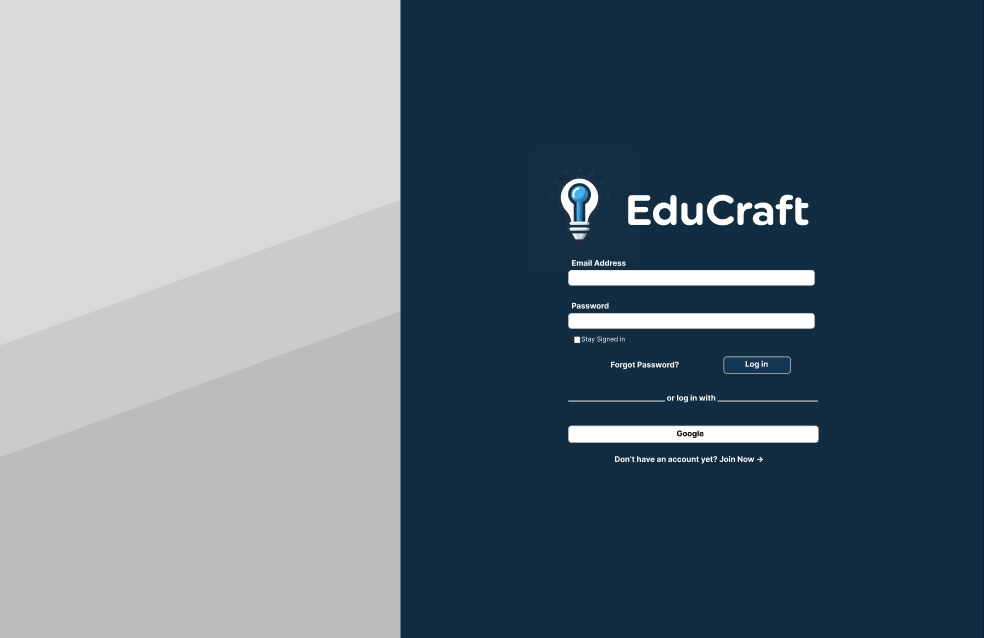 EduCraft
Email Address
Password
Stay Signed in
Forgot Password?
Log in
or log in with
Google
Don't have an account yet? Join Now →